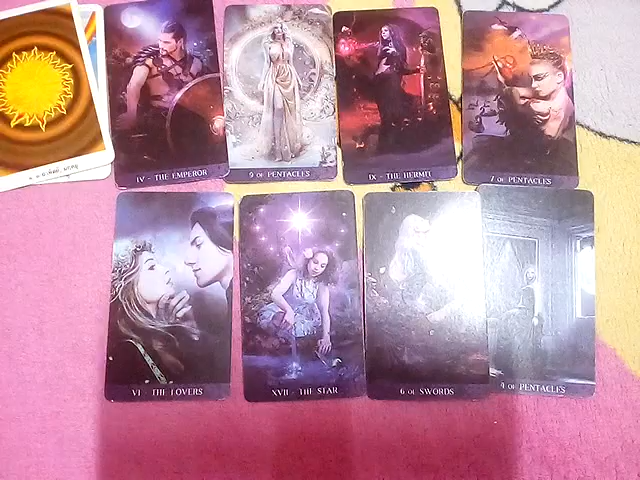 IV - THE EMPEROR
9 OF PENTACLES
IX - THE HERMIT
7 OF PENTACLES
VI - THE LOVERS
XVII - THE STAR
6 OF SWORDS
4 OF PENTACLES